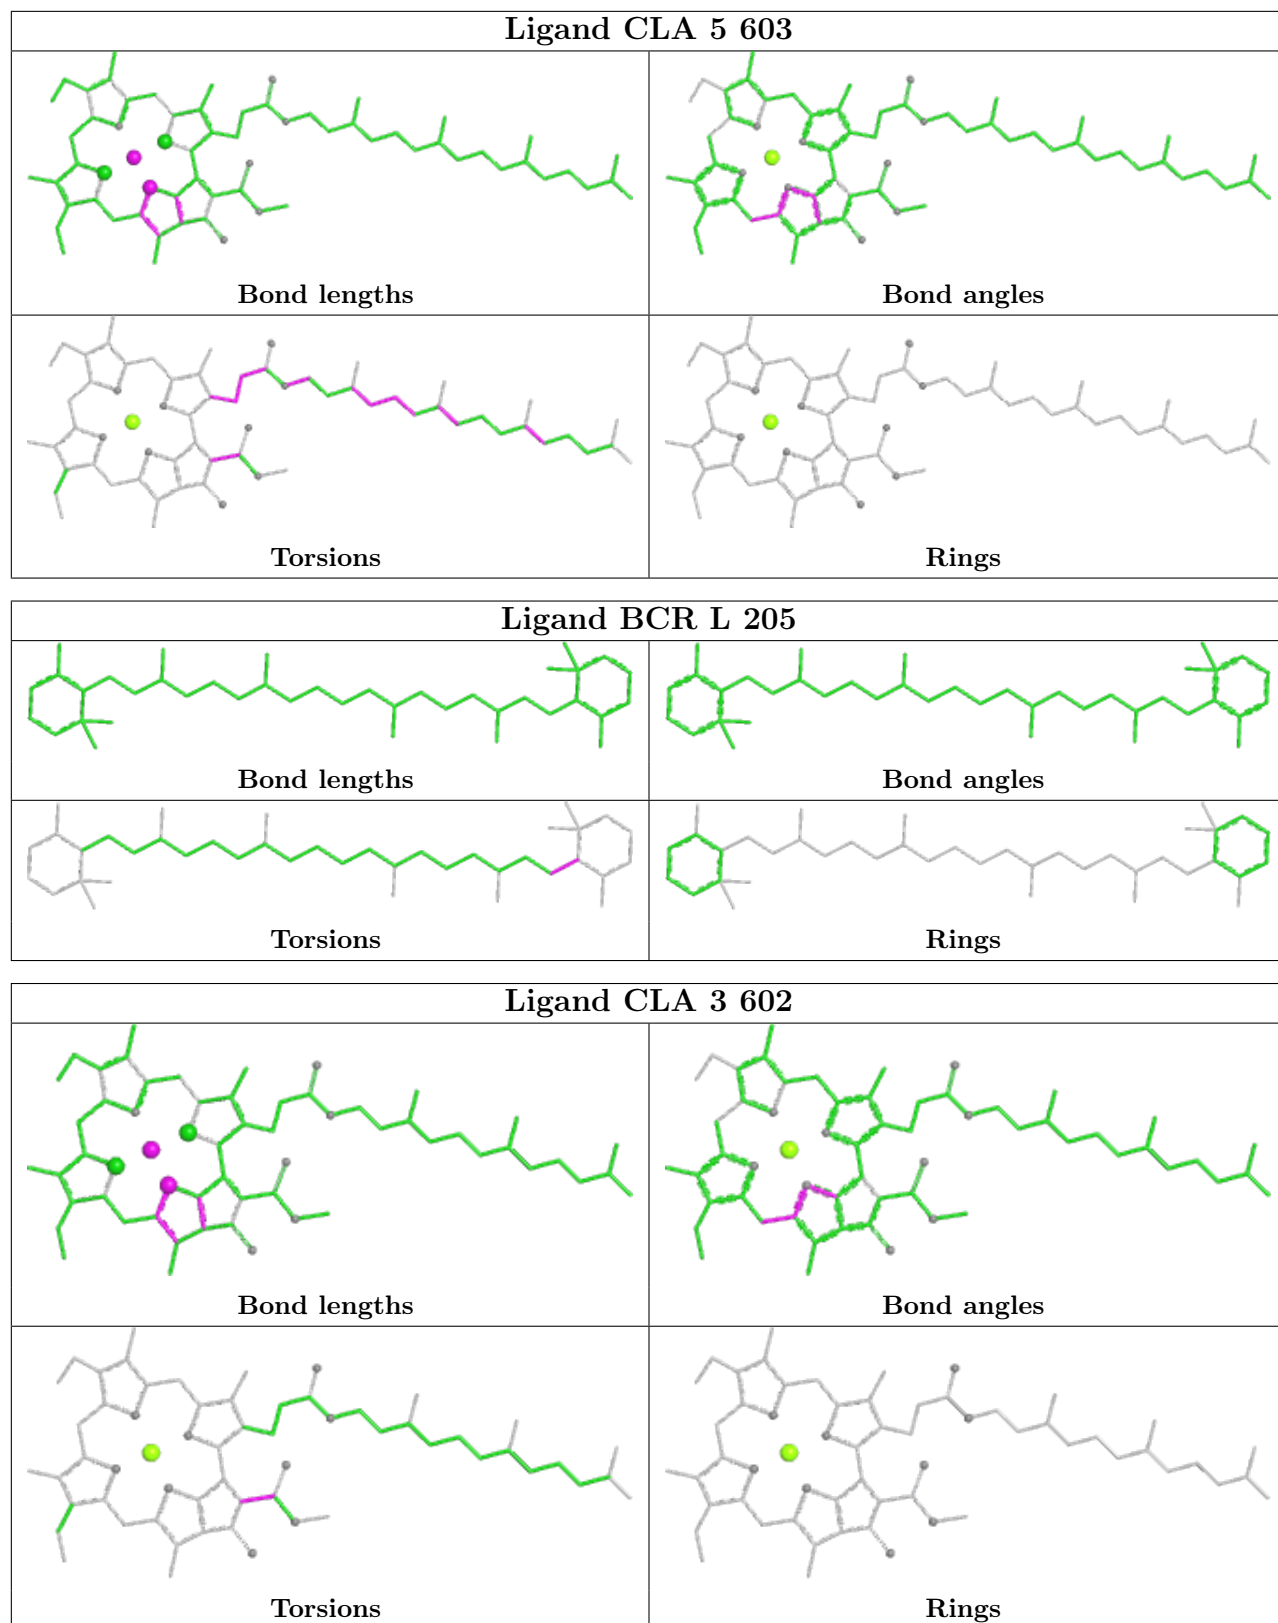 Ligand CLA 5 603
Bond lengths
Bond angles
Torsions
Rings
Ligand BCR L 205
Bond lengths
Bond angles
Torsions
Rings
Ligand CLA 3 602
Bond lengths
Bond angles
Torsions
Rings